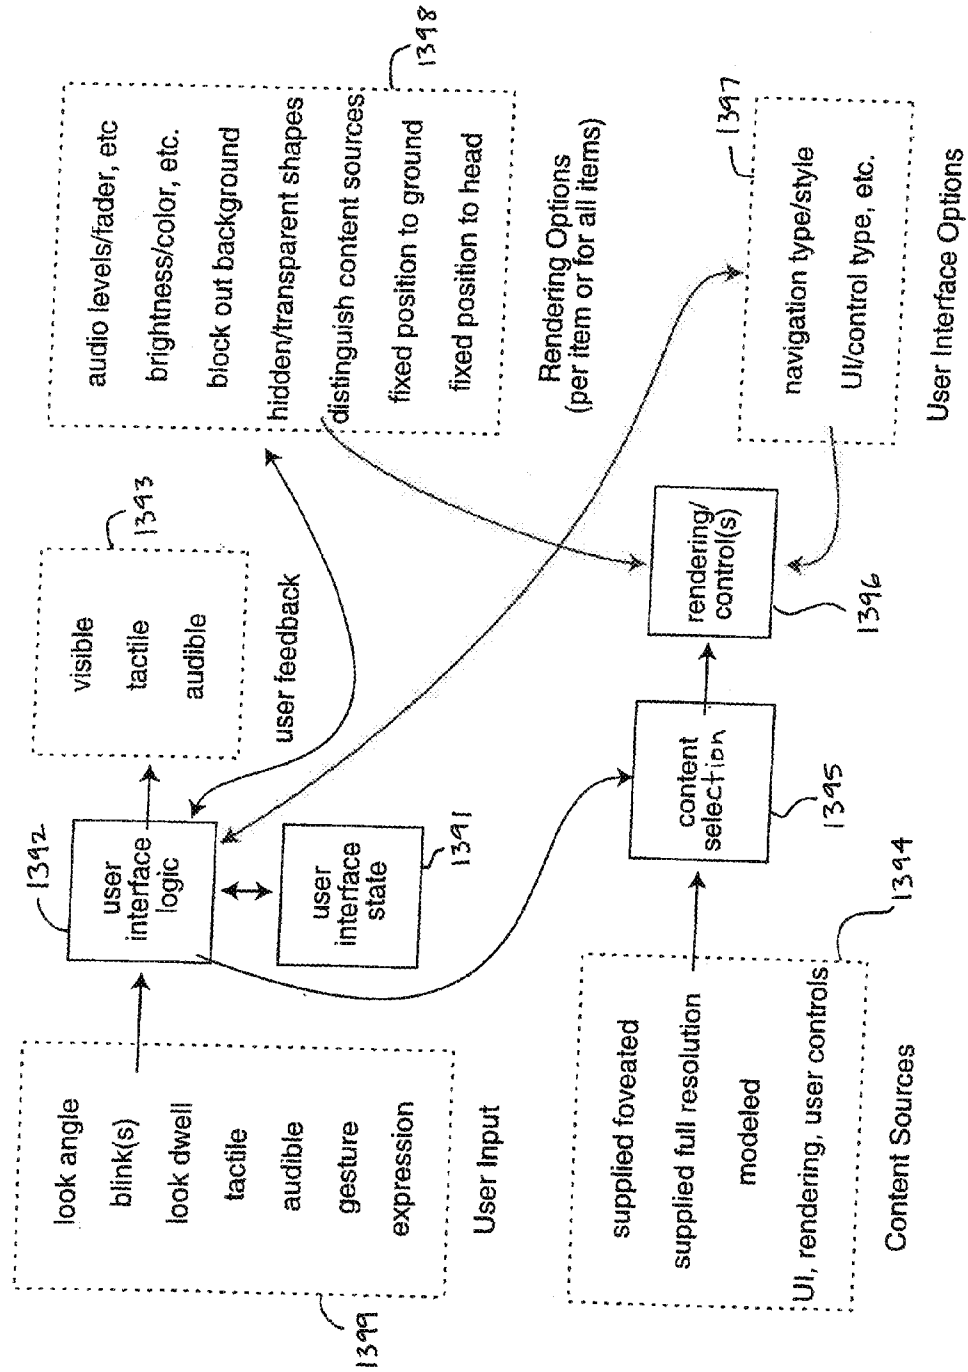 1399
look angle
blink(s)
look dwell
tactile
audible
gesture
expression
User Input
1392
user
interface
logic
user
interface
state
1391
1393
visible
tactile
audible
user feedback
1398
audio levels/fader, etc
brightness/color, etc.
block out background
hidden/transparent shapes
distinguish content sources
fixed position to ground
fixed position to head
Rendering Options
(per item or for all items)
supplied foveated
supplied full resolution
modeled
UI, rendering, user controls
Content Sources
1394
content
selection
1395
rendering/
control(s)
1396
1397
navigation type/style
UI/control type, etc.
User Interface Options